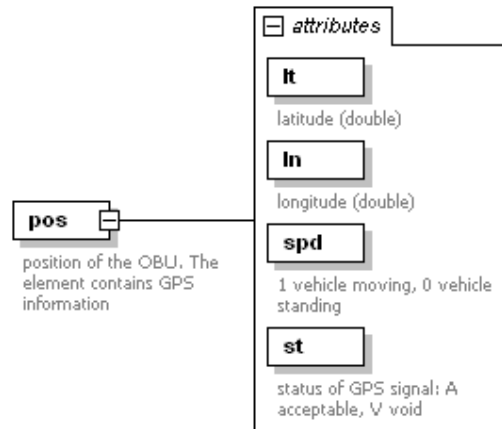 attributes
lt
latitude (double)
ln
longitude (double)
pos
position of the OBU. The
element contains GPS
information
spd
1 vehicle moving, 0 vehicle
standing
st
status of GPS signal: A
acceptable, V void